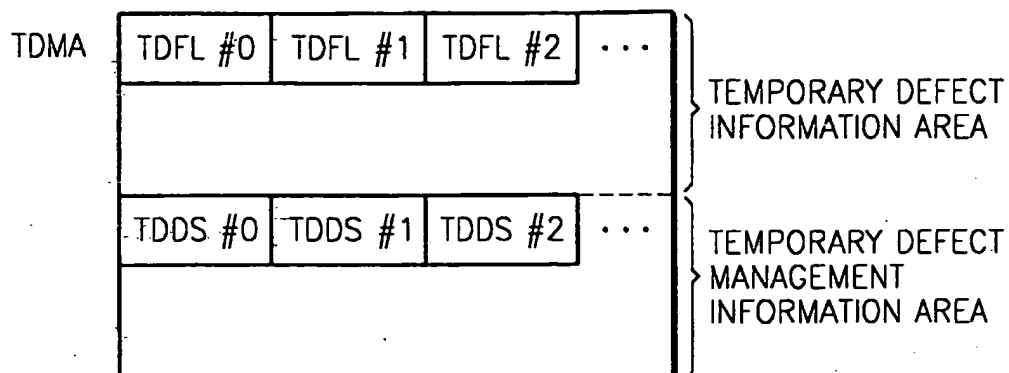 TDMA TDFL #0 TDFL #1 TDFL #2 ...
TEMPORARY DEFECT
INFORMATION AREA
TDDS #0 TDDS #1 TDDS #2 ...
TEMPORARY DEFECT
MANAGEMENT
INFORMATION AREA